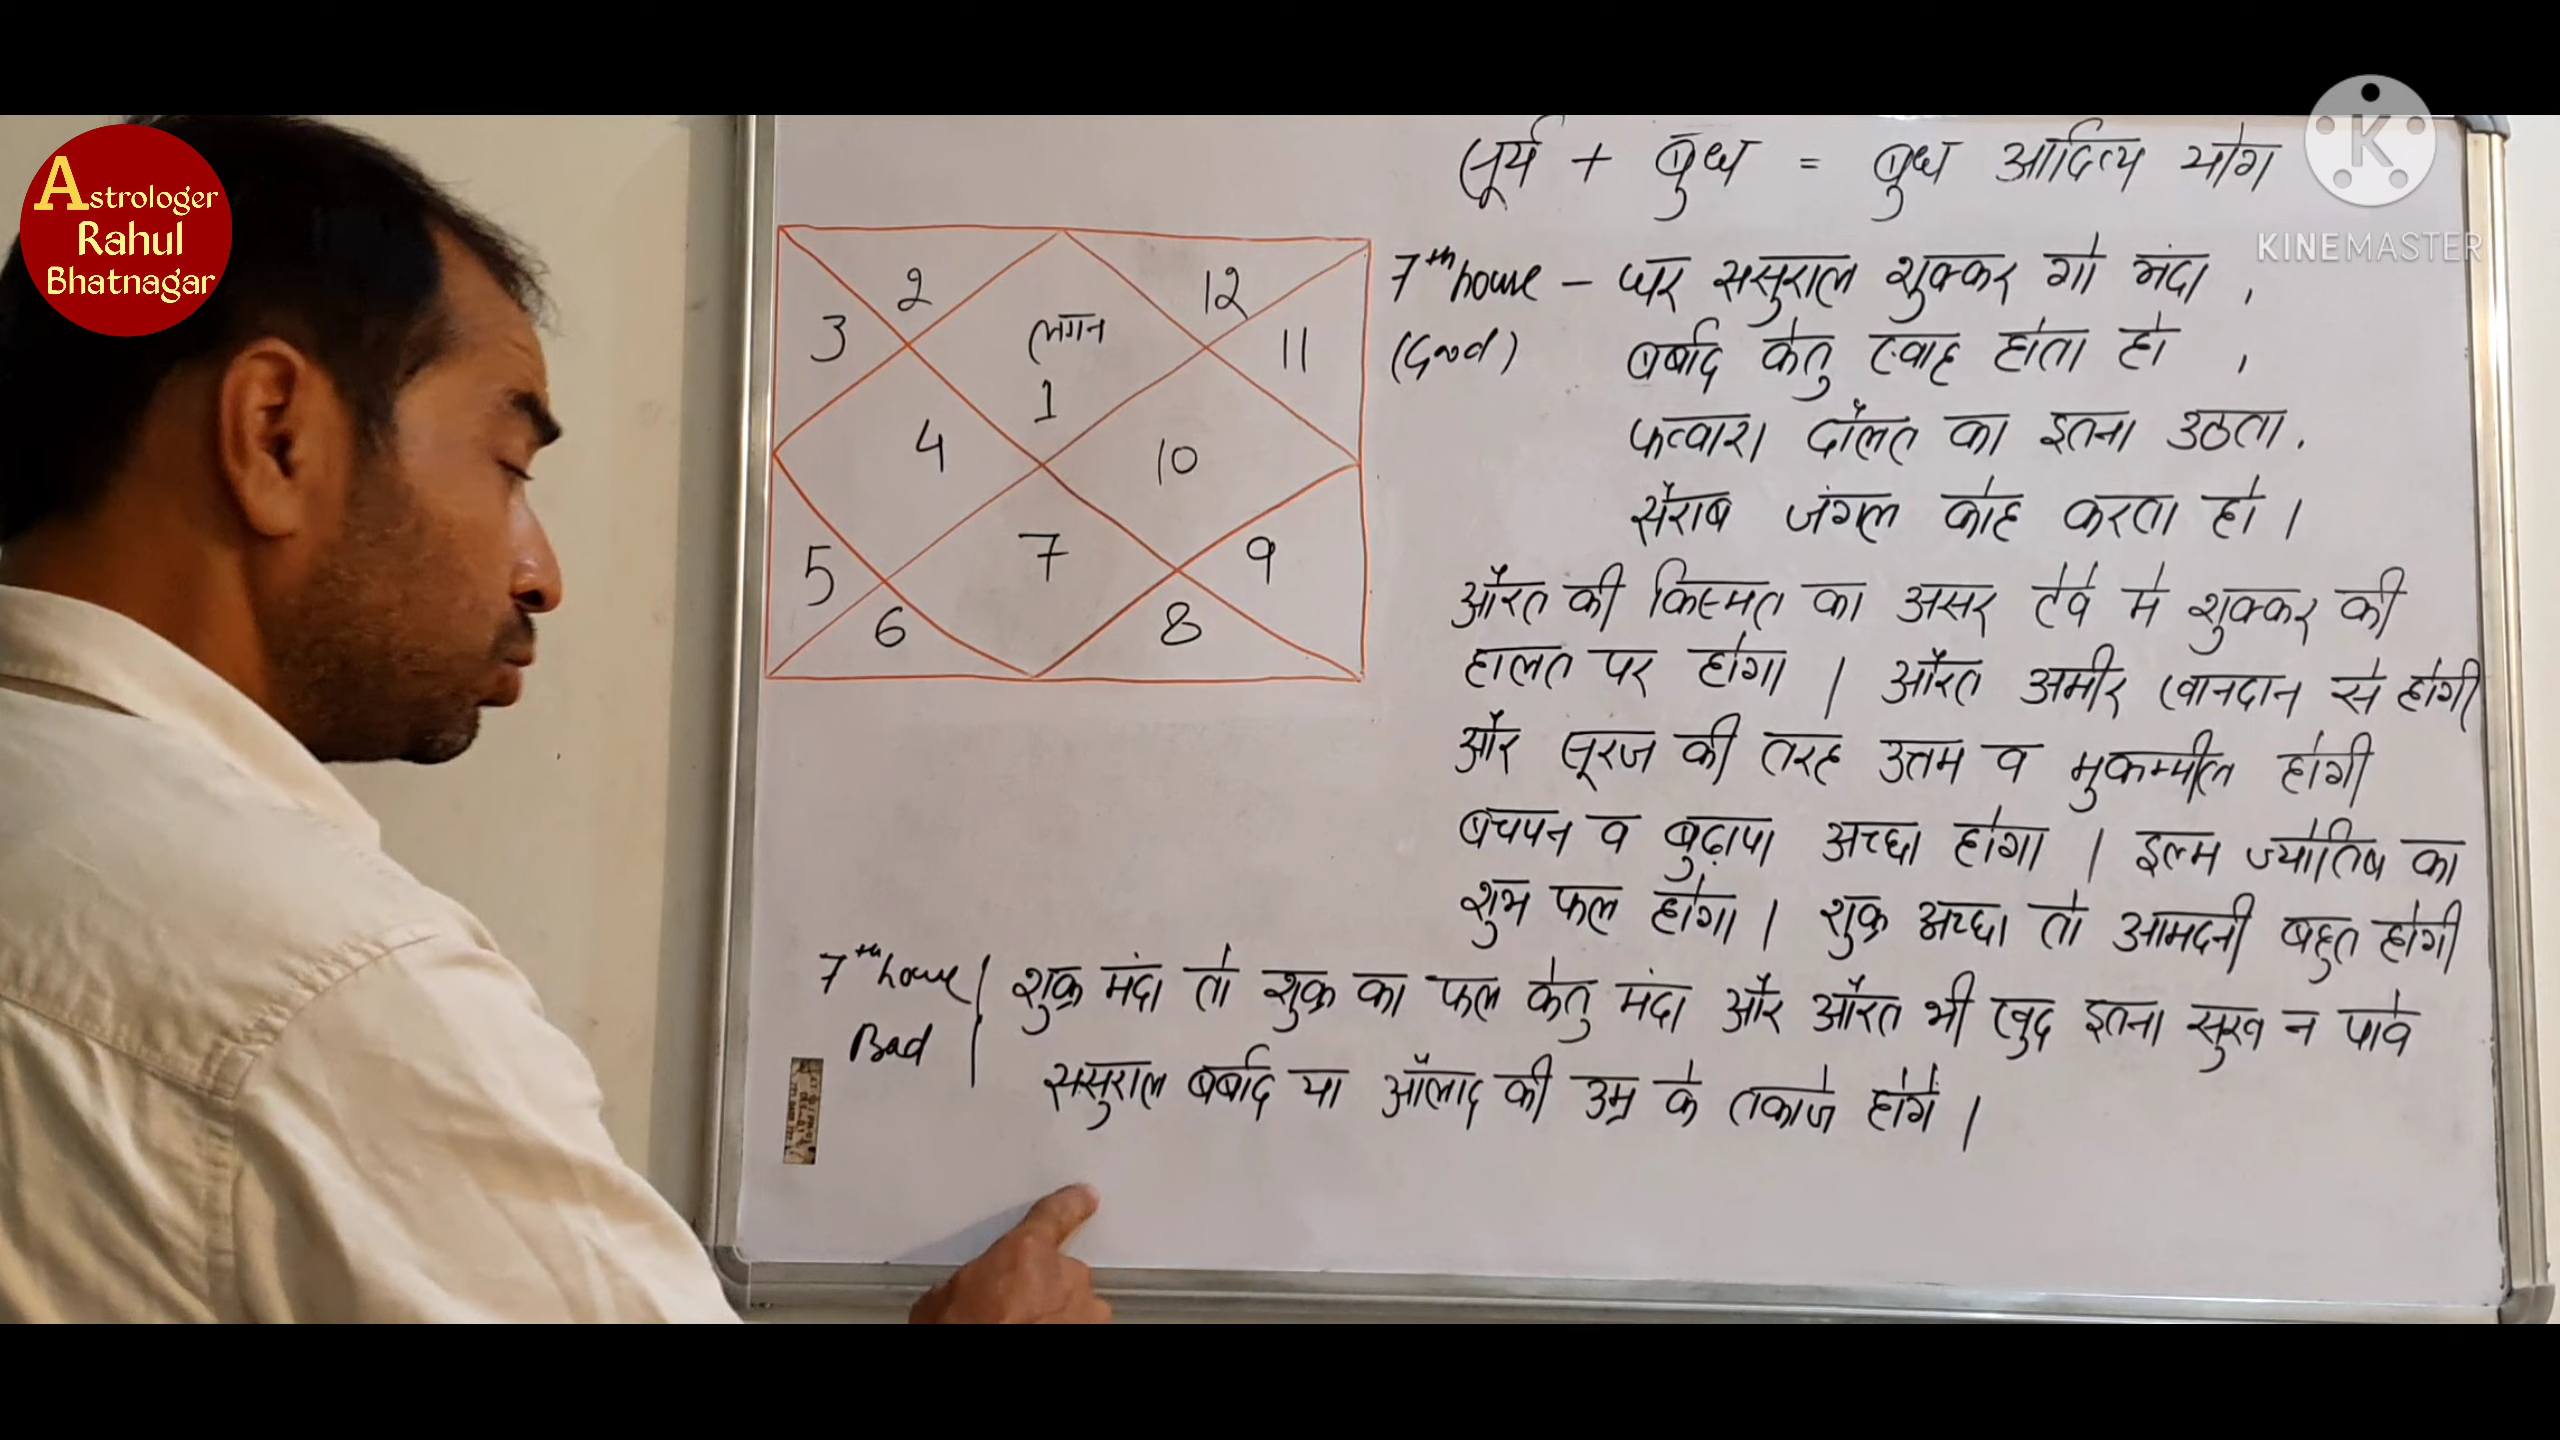 Astrologer
Rahul
Bhatnagar
K
KINEMASTER
सूर्य + बुध = बुध आदित्य योग
2
12
3
लगन
11
1
4
10
5
7
9
6
8
7th house - घर ससुराल शुक्कर गो मंदा,
(Good) बर्बाद केतु ख्वाह होता हो,
फव्वारा दौलत का इतना उठता.
सैराब जंगल कोह करता हो।
औरत की किस्मत का असर टेवे मे शुक्कर की
हालत पर होगा। औरत अमीर खानदान से होगी
और सूरज की तरह उत्तम व मुकम्मील होगी
बचपन व बुढ़ापा अच्छा होगा। इल्म ज्योतिष का
शुभ फल होगा। शुक्र अच्छा तो आमदनी बहुत होगी
7th house शुक्र मंदा तो शुक्र का फल केतु मंदा और औरत भी खुद इतना सुख न पावे
Bad ससुराल बर्बाद या औलाद की उम्र के तकाजे होगें।